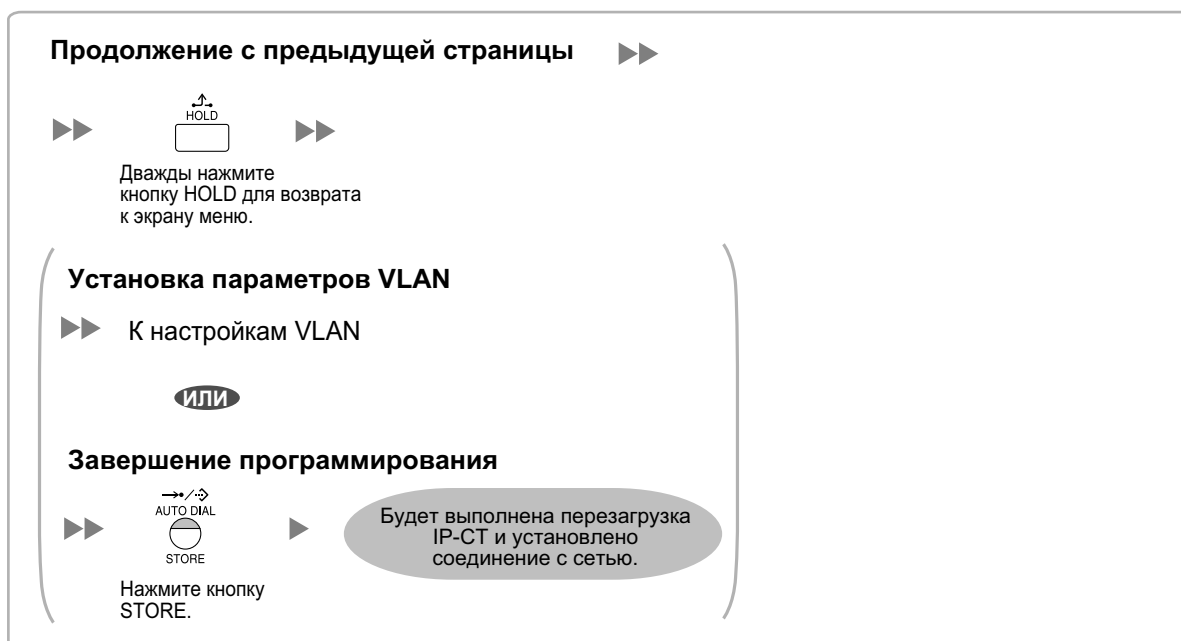 Продолжение с предыдущей страницы
HOLD
Дважды нажмите
кнопку HOLD для возврата
к экрану меню.
Установка параметров VLAN
К настройкам VLAN
ИЛИ
Завершение программирования
AUTO DIAL
STORE
Нажмите кнопку
STORE.
Будет выполнена перезагрузка
IP-СТ и установлено
соединение с сетью.